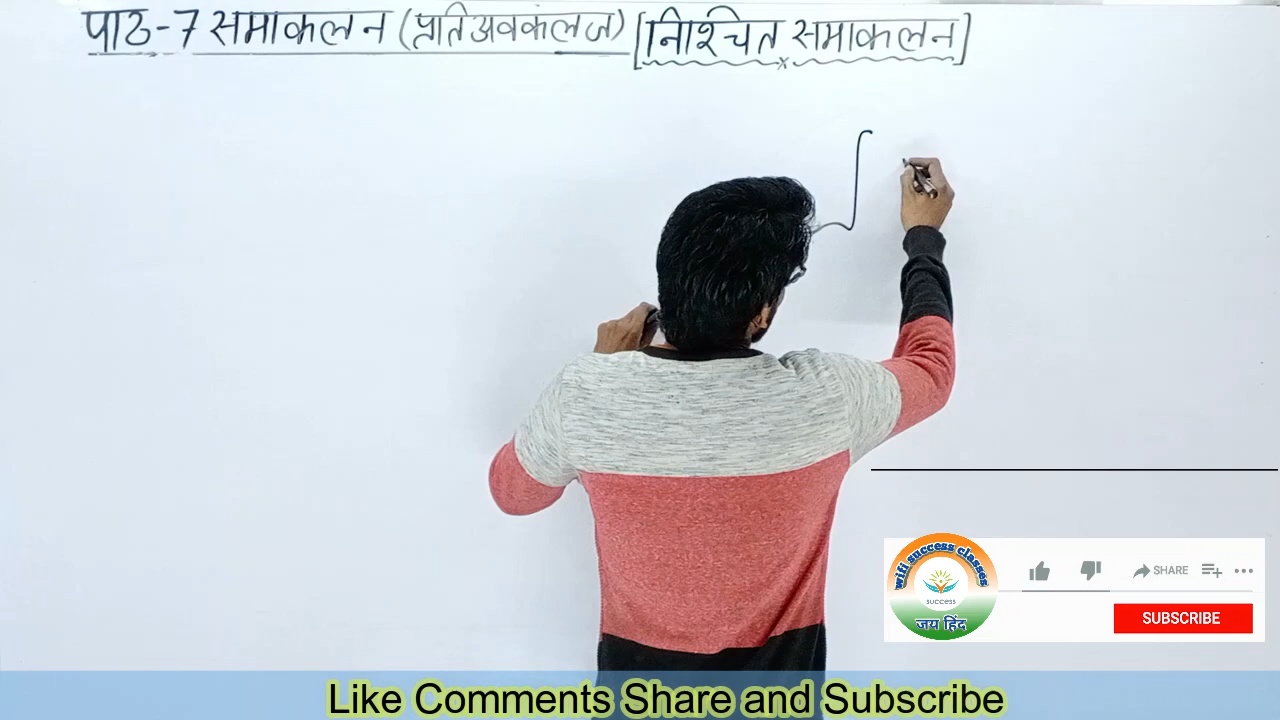 पाठ-7 समाकलन (प्रतिअवकलज) [निश्चित समाकलन]
∫
wifi success classes
success
जय हिंद
SHARE
SUBSCRIBE
Like Comments Share and Subscribe